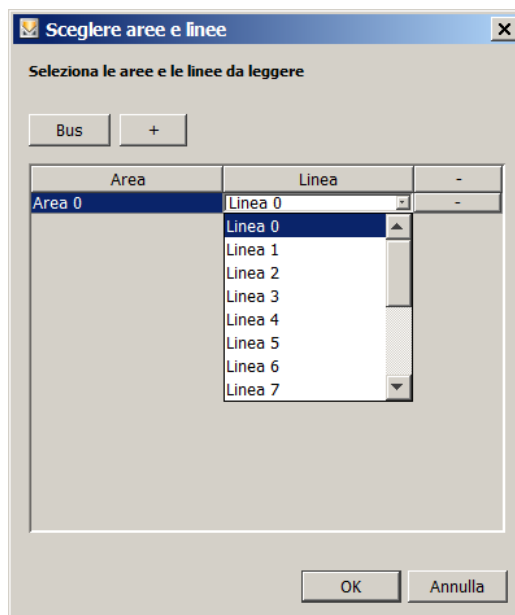 Sceglere aree e linee
Seleziona le aree e le linee da leggere
Bus +
Area Linea -
Area 0 Linea 0 -
Linea 0
Linea 1
Linea 2
Linea 3
Linea 4
Linea 5
Linea 6
Linea 7
OK Annulla